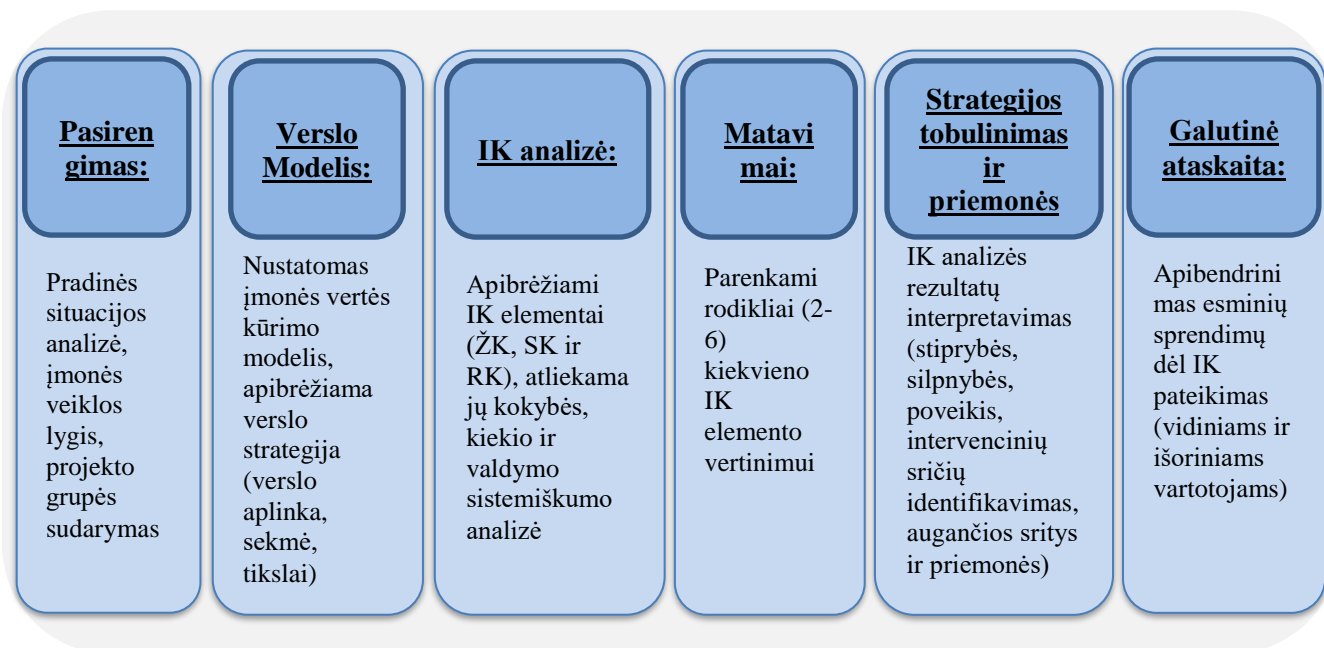 Pasiren
gimas:
Pradinės
situacijos
analizė,
įmonės
veiklos
lygis,
projekto
grupės
sudarymas
Verslo
Modelis:
Nustatomas
įmonės vertės
kūrimo
modelis,
apibrėžiama
verslo
strategija
(verslo
aplinka,
sekmė,
tikslai)
IK analizė:
Apibrėžiami
IK elementai
(ŽK, SK ir
RK), atliekama
jų kokybės,
kiekio ir
valdymo
sistemiškumo
analizė
Matavi
mai:
Parenkami
rodikliai (2-
6)
kiekvieno
IK
elemento
vertinimui
Strategijos
tobulinimas
ir
priemonės
IK analizės
rezultatų
interpretavimas
(stiprybės,
silpnybės,
poveikis,
intervencinių
sričių
identifikavimas,
augančios sritys
ir priemonės)
Galutinė
ataskaita:
Apibendrini
mas esminių
sprendimų
dėl IK
pateikimas
(vidiniams ir
išoriniams
vartotojams)